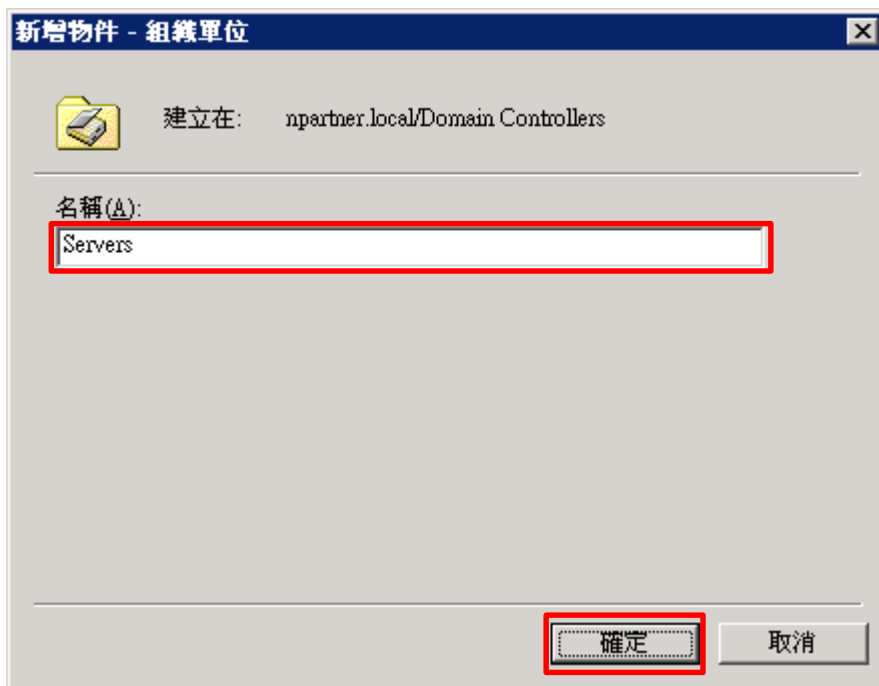 新增物件 - 組織單位
建立在: npartner.local/Domain Controllers
名稱(A):
Servers
確定 取消